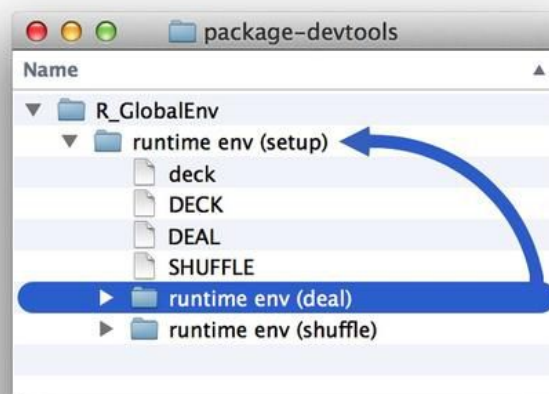 package-devtools
Name
R_GlobalEnv
runtime env (setup)
deck
DECK
DEAL
SHUFFLE
runtime env (deal)
runtime env (shuffle)